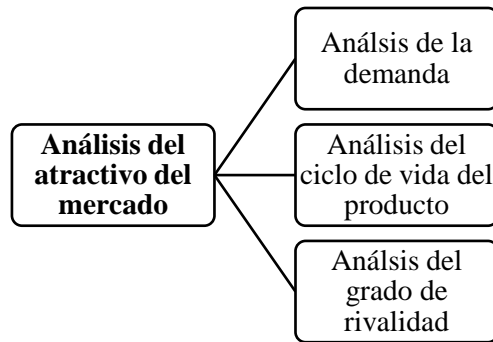 Análisis del
atractivo del
mercado
Análsis de la
demanda
Análisis del
ciclo de vida del
producto
Análsis del
grado de
rivalidad